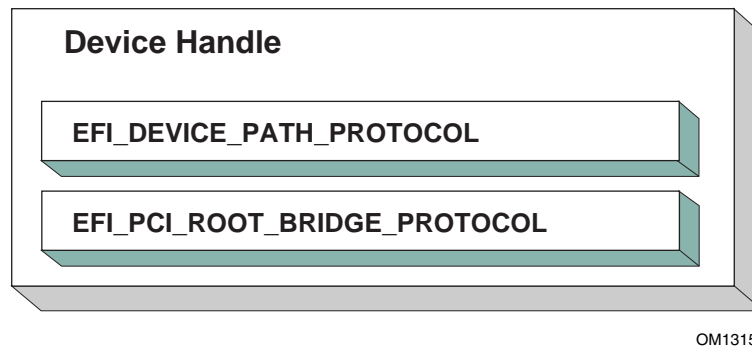 Device Handle
EFI_DEVICE_PATH_PROTOCOL
EFI_PCI_ROOT_BRIDGE_PROTOCOL
OM1315